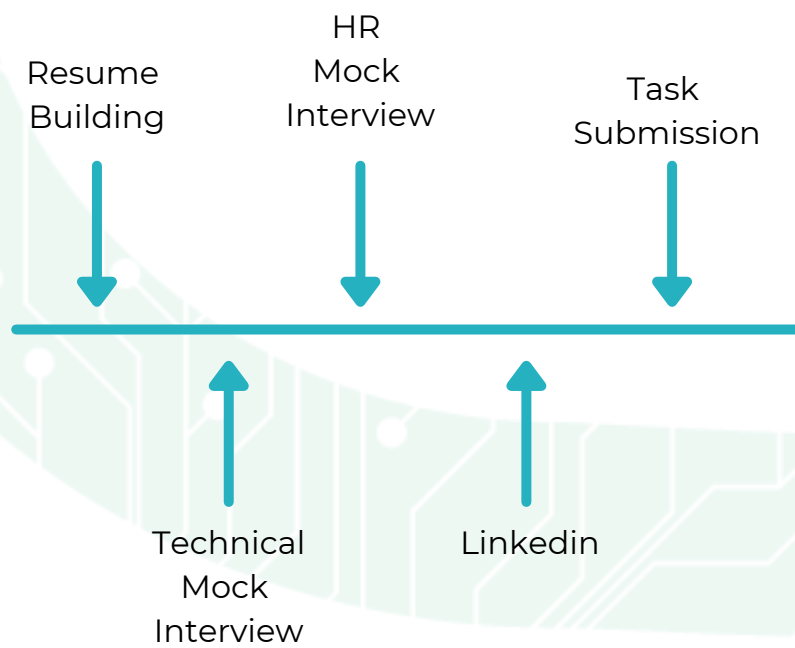 Resume
Building
HR
Mock
Interview
Task
Submission
Technical
Mock
Interview
Linkedin